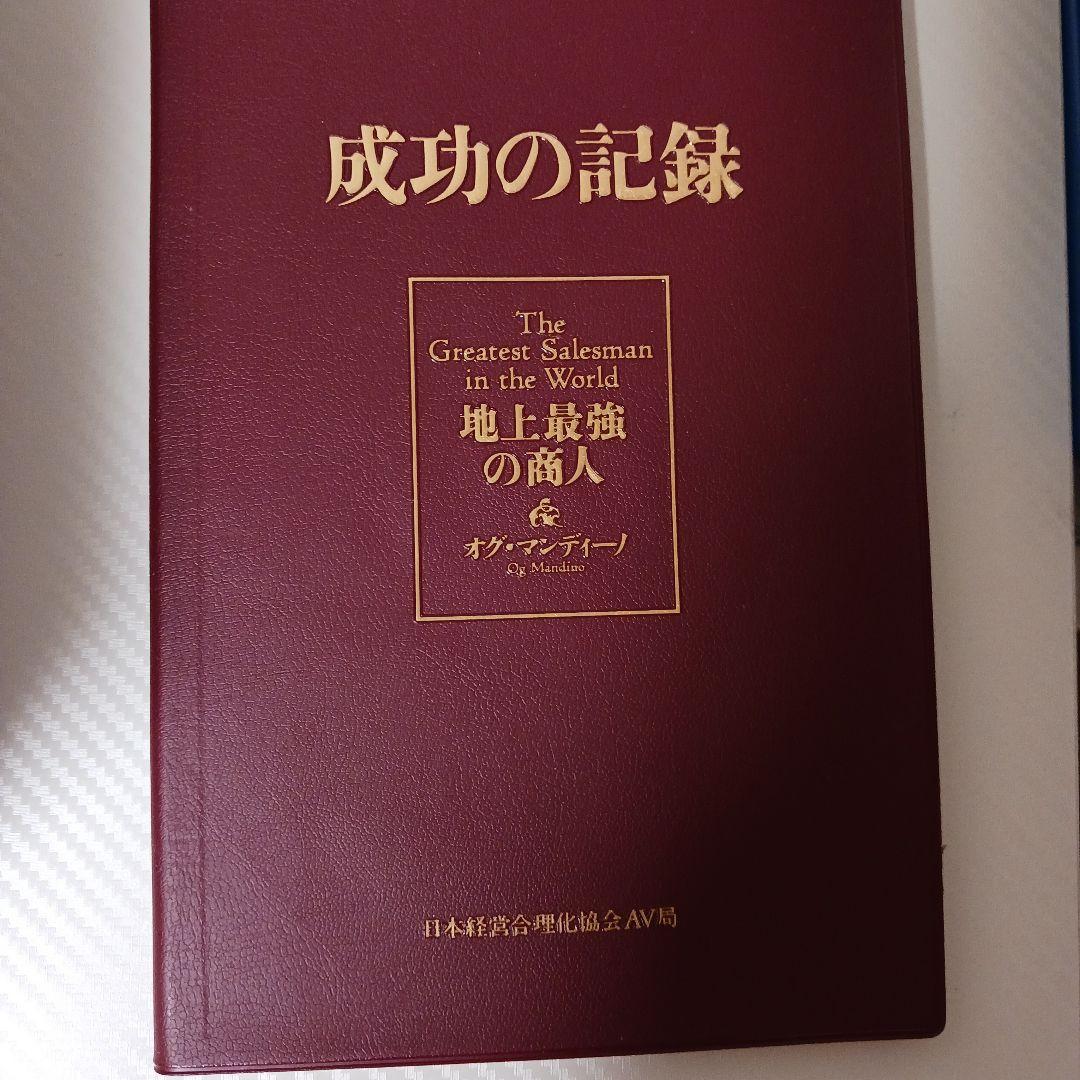 成功の記録
The
Greatest Salesman
in the World
地上最強
の商人
オグ・マンディーノ
Og Mandino
日本経営合理化協会AV局